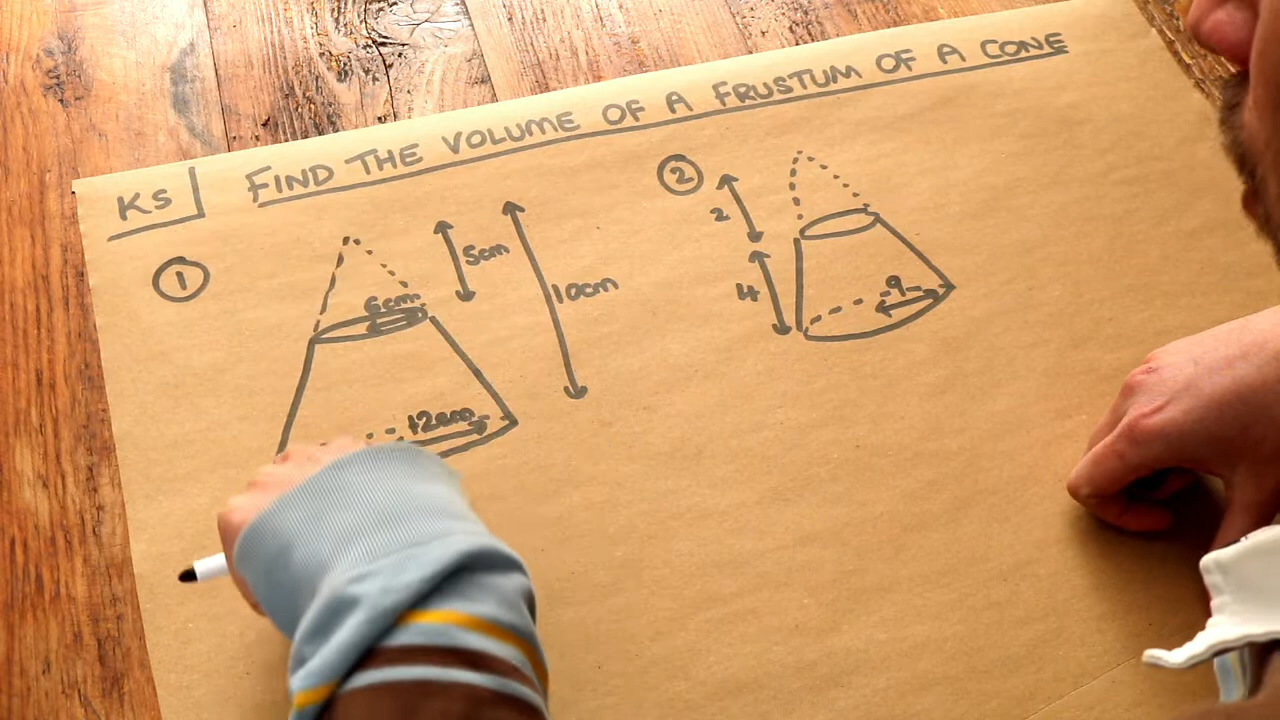 KS
FIND THE VOLUME OF A FRUSTUM OF A CONE
1
5cm
10cm
6cm
12cm
2
2
4
9